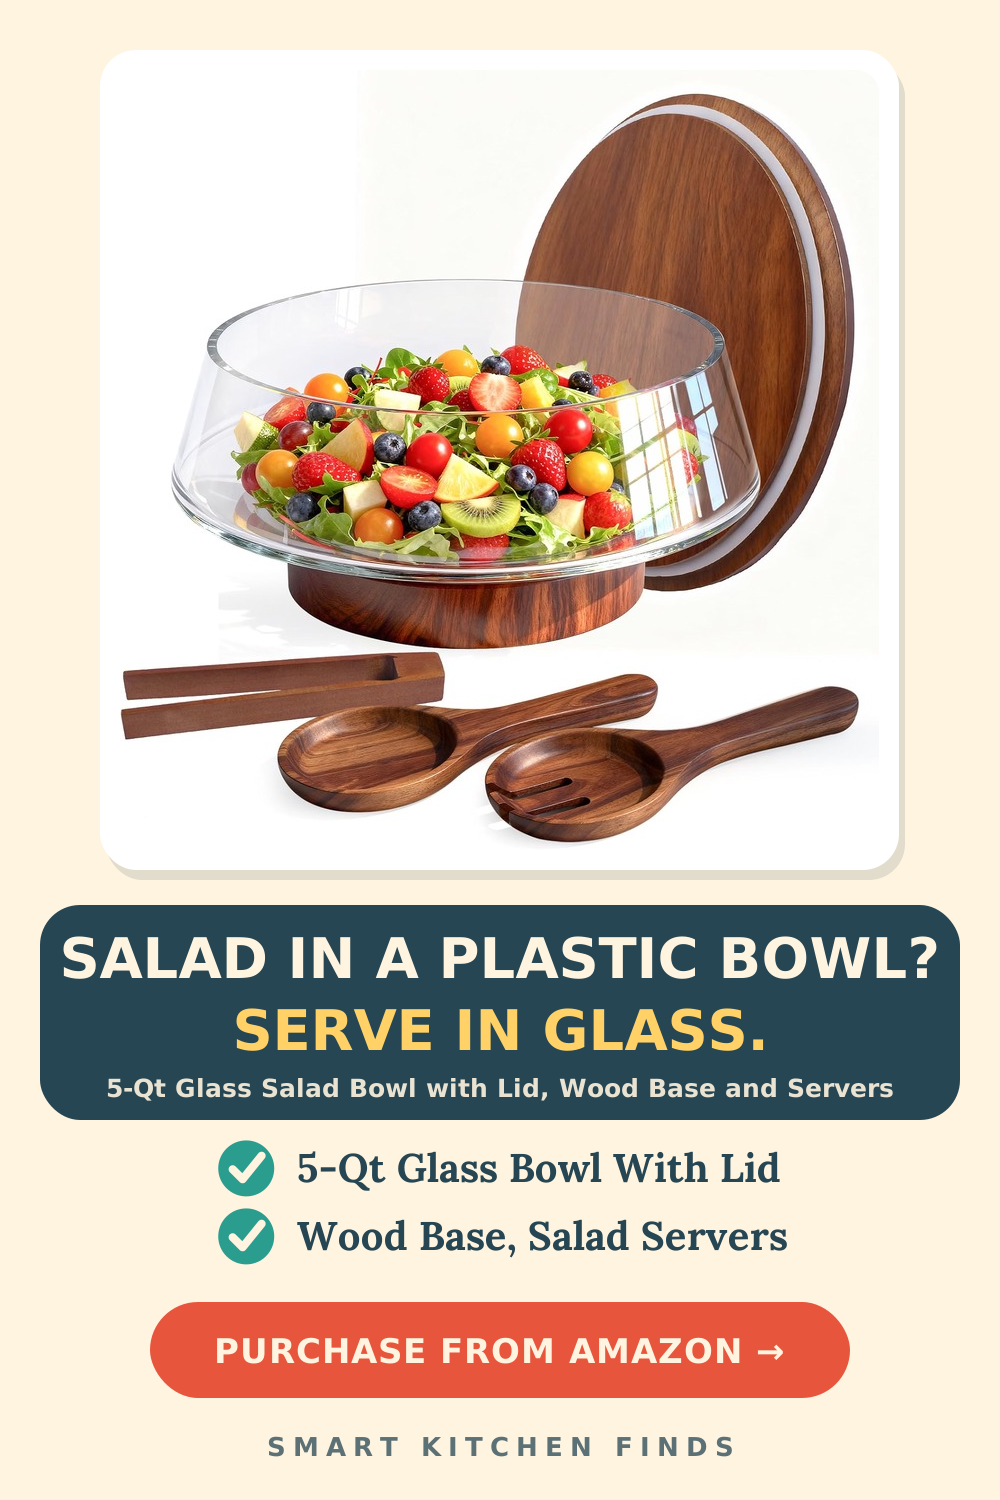 SALAD IN A PLASTIC BOWL?
SERVE IN GLASS.
5-Qt Glass Salad Bowl with Lid, Wood Base and Servers
5-Qt Glass Bowl With Lid
Wood Base, Salad Servers
PURCHASE FROM AMAZON →
SMART KITCHEN FINDS